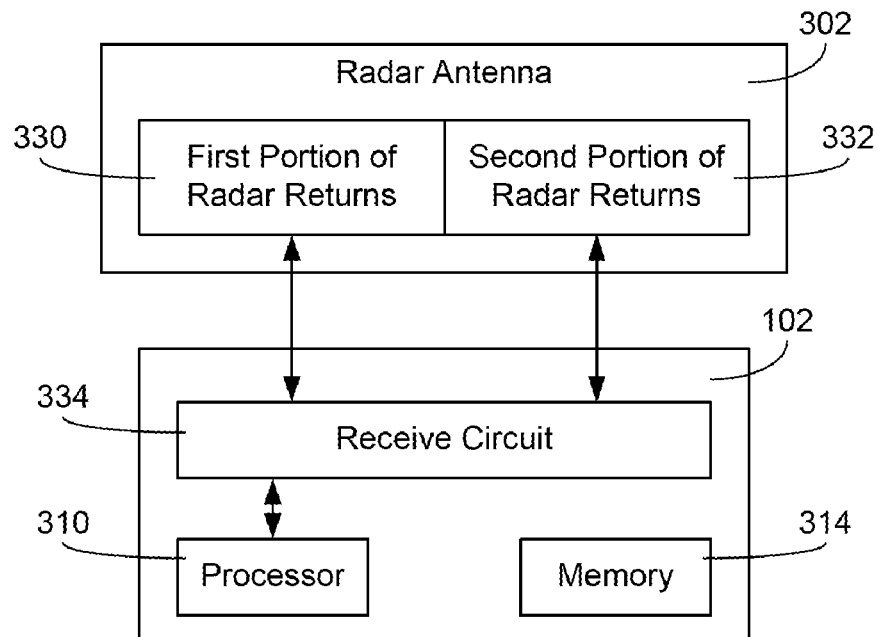 302
Radar Antenna
330
First Portion of
Radar Returns
Second Portion of
Radar Returns
332
102
334
Receive Circuit
310
Processor
314
Memory